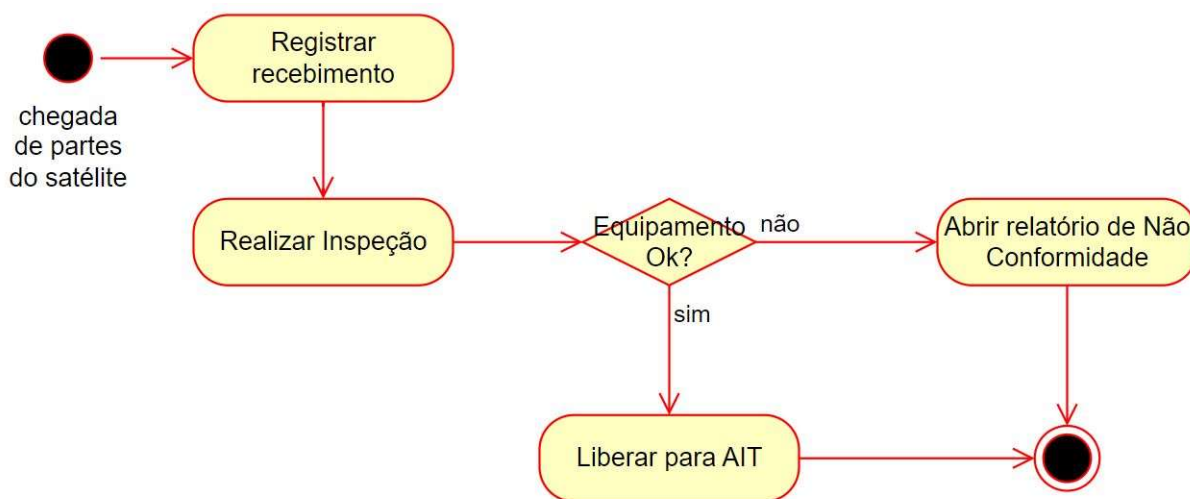 Registrar
recebimento
chegada
de partes
do satélite
Realizar Inspeção
Equipamento
Ok?
não
Abrir relatório de Não
Conformidade
sim
Liberar para AIT